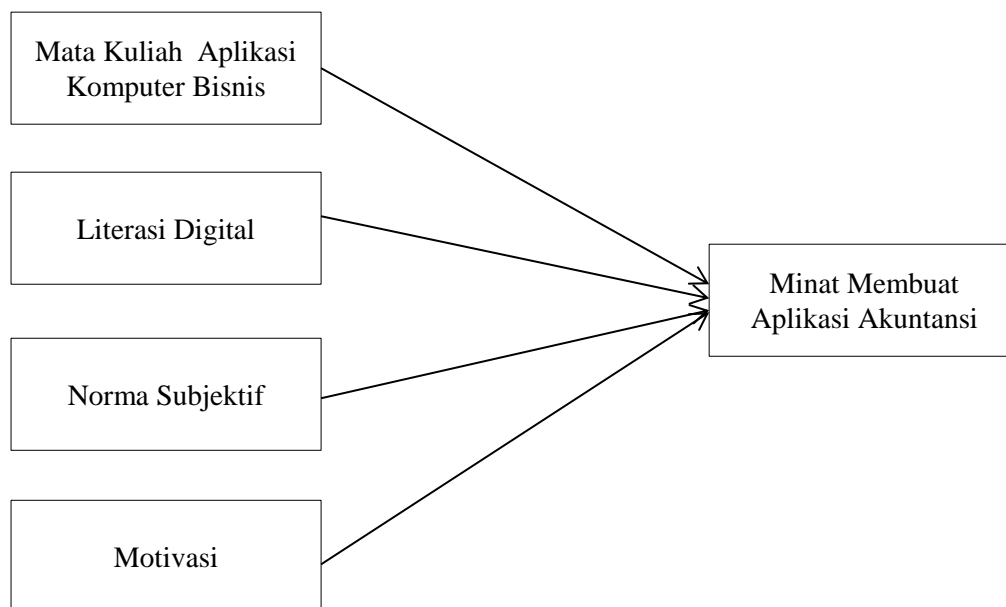 Mata Kuliah  Aplikasi
Komputer Bisnis
Literasi Digital
Minat Membuat
Aplikasi Akuntansi
Norma Subjektif
Motivasi